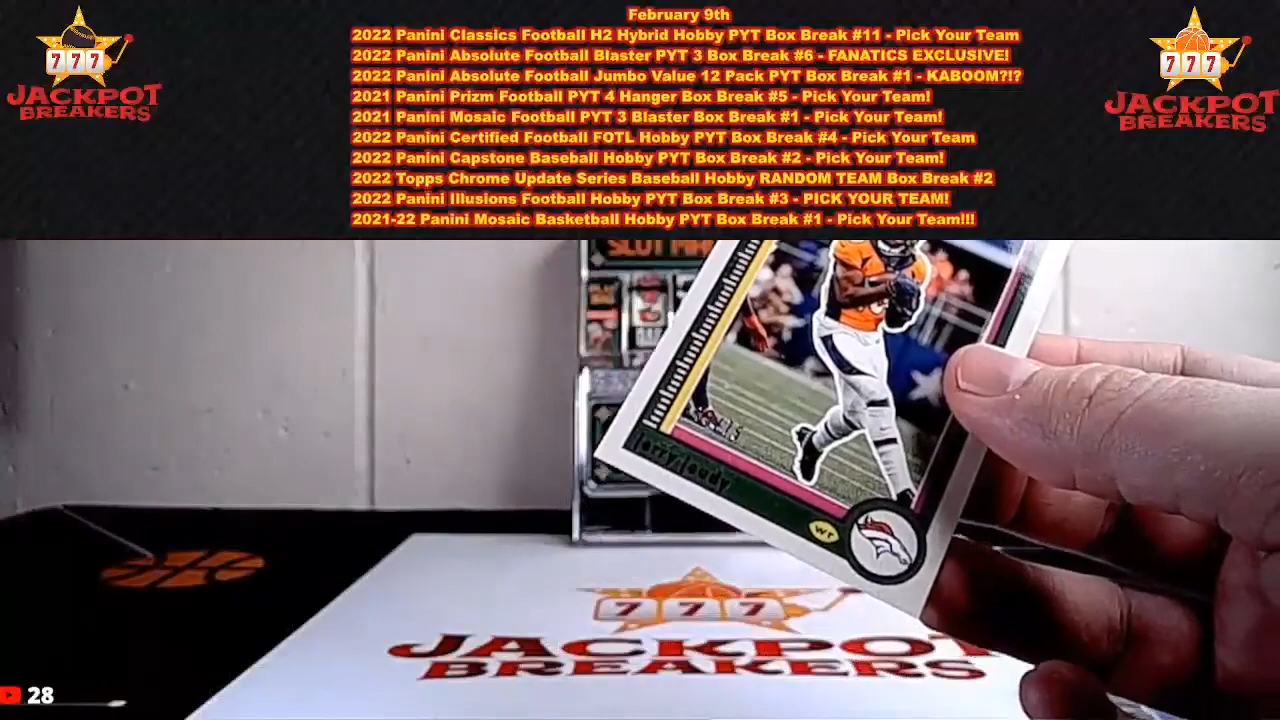 February 9th
2022 Panini Classics Football H2 Hybrid Hobby PYT Box Break #11 - Pick Your Team
2022 Panini Absolute Football Blaster PYT 3 Box Break #6 - FANATICS EXCLUSIVE!
2022 Panini Absolute Football Jumbo Value 12 Pack PYT Box Break #1 - KABOOM?!?
2021 Panini Prizm Football PYT 4 Hanger Box Break #5 - Pick Your Team!
2021 Panini Mosaic Football PYT 3 Blaster Box Break #1 - Pick Your Team!
2022 Panini Certified Football FOTL Hobby PYT Box Break #4 - Pick Your Team
2022 Panini Capstone Baseball Hobby PYT Box Break #2 - Pick Your Team!
2022 Topps Chrome Update Series Baseball Hobby RANDOM TEAM Box Break #2
2022 Panini Illusions Football Hobby PYT Box Break #3 - PICK YOUR TEAM!
2021-22 Panini Mosaic Basketball Hobby PYT Box Break #1 - Pick Your Team!!!
777
JACKPOT
BREAKERS
777
JACKPOT
BREAKERS
SLOT
Jerry Jeudy
WR
777
JACKPOT
BREAKERS
28